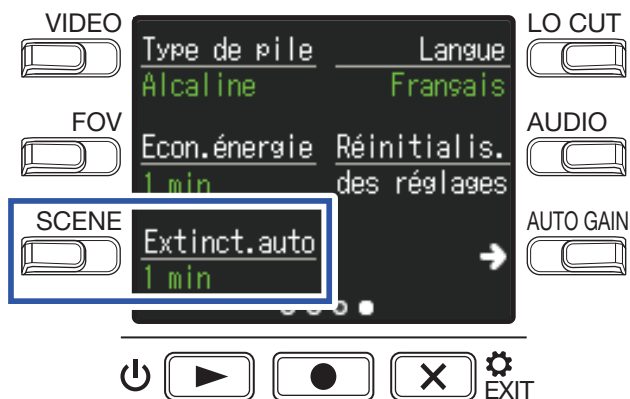 VIDEO
LO CUT
Type de pile
Langue
Alcaline
Français
FOV
AUDIO
Econ.énergie
Réinitialis.
1 min
des réglages
SCENE
AUTO GAIN
Extinct.auto
1 min
EXIT